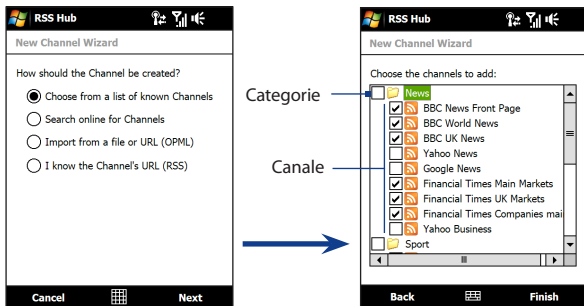 RSS Hub
New Channel Wizard
How should the Channel be created?
Choose from a list of known Channels
Search online for Channels
Import from a file or URL (OPML)
I know the Channel's URL (RSS)
Cancel
Next
Categorie
Canale
RSS Hub
New Channel Wizard
Choose the channels to add:
News
BBC News Front Page
BBC World News
BBC UK News
Yahoo News
Google News
Financial Times Main Markets
Financial Times UK Markets
Financial Times Companies mai
Yahoo Business
Sport
Back
Finish